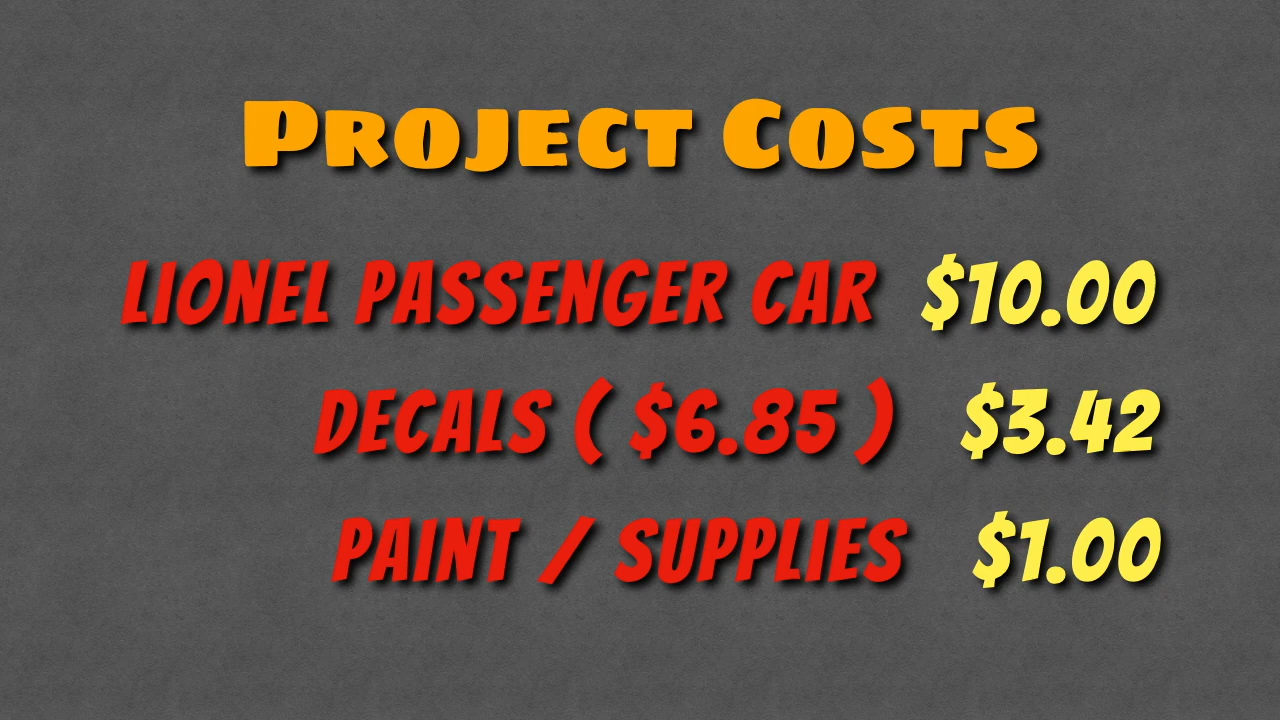 Project Costs
LIONEL PASSENGER CAR $10.00
DECALS ( $6.85 ) $3.42
PAINT / SUPPLIES $1.00